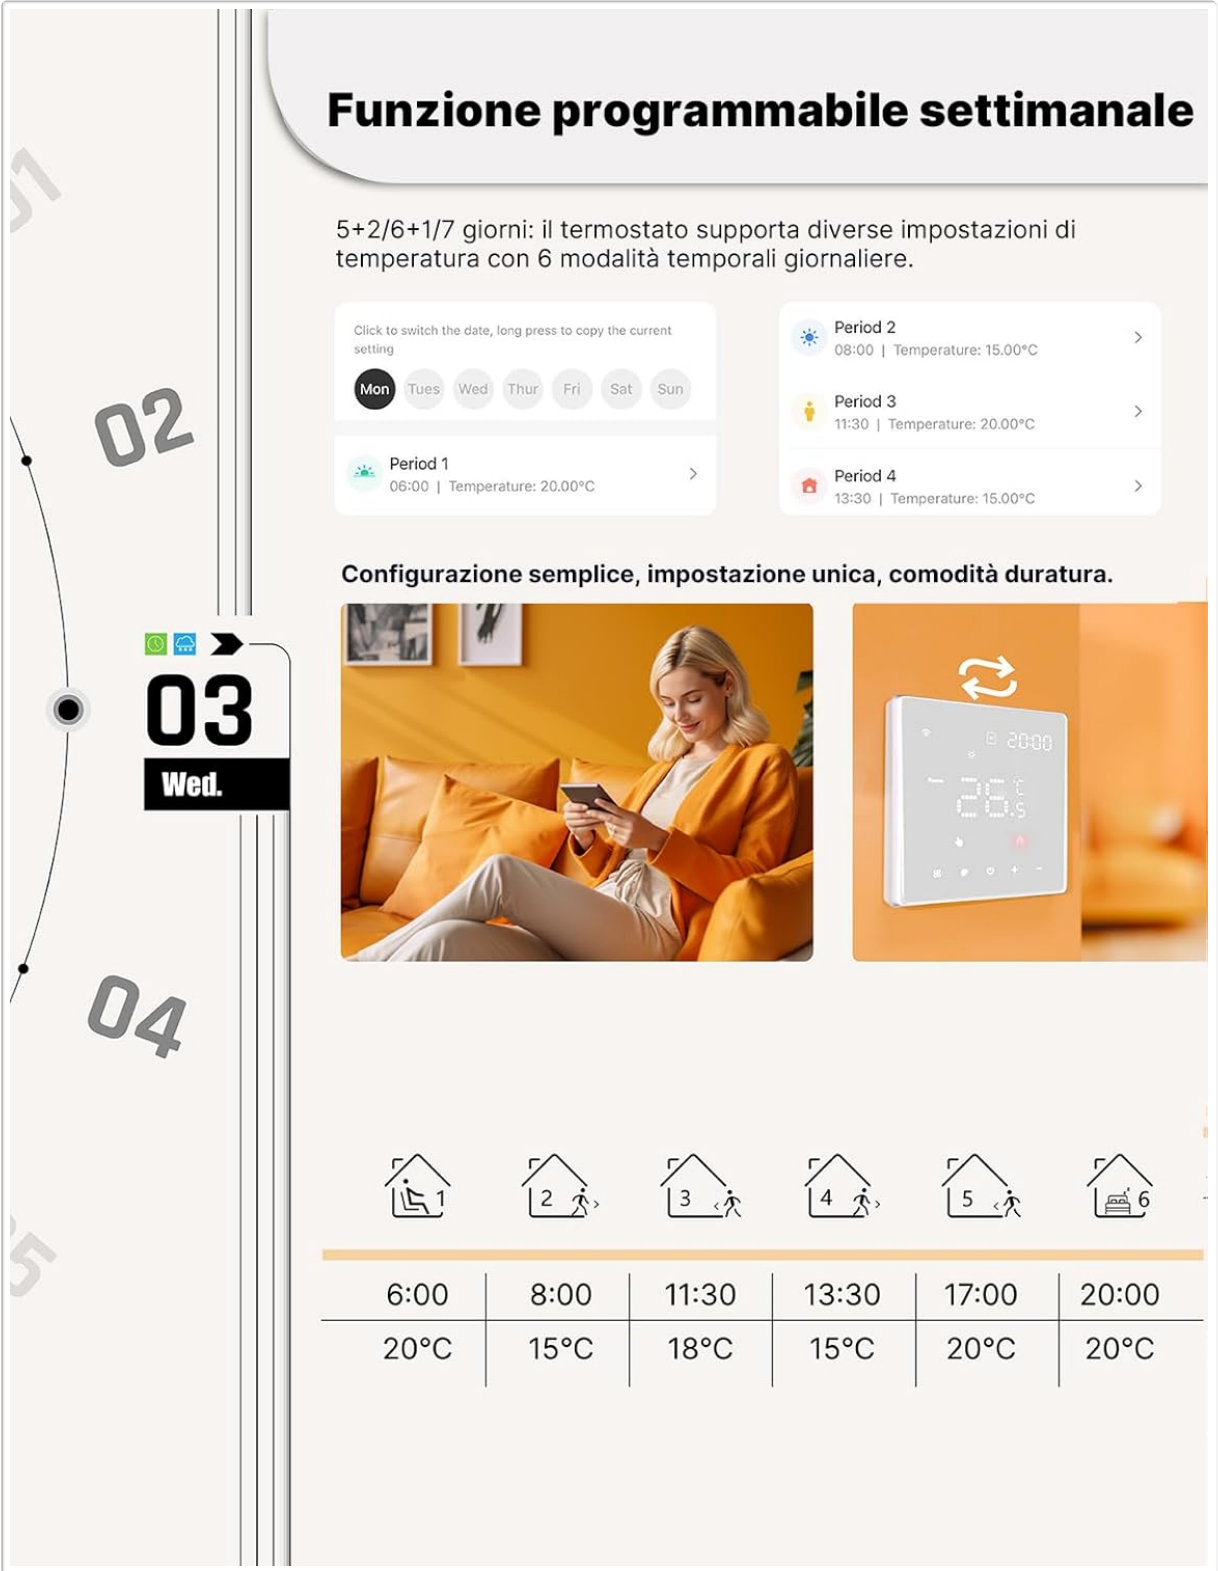 Funzione programmabile settimanale
5+2/6+1/7 giorni: il termostato supporta diverse impostazioni di
temperatura con 6 modalità temporali giornaliere.
Click to switch the date, long press to copy the current
setting
Mon Tues Wed Thur Fri Sat Sun
Period 1
06:00 | Temperature: 20.00°C
Period 2
08:00 | Temperature: 15.00°C
Period 3
11:30 | Temperature: 20.00°C
Period 4
13:30 | Temperature: 15.00°C
Configurazione semplice, impostazione unica, comodità duratura.
20:00
26.5 °C
01
02
03
Wed.
04
05
1 2 3 4 5 6
6:00 8:00 11:30 13:30 17:00 20:00
20°C 15°C 18°C 15°C 20°C 20°C